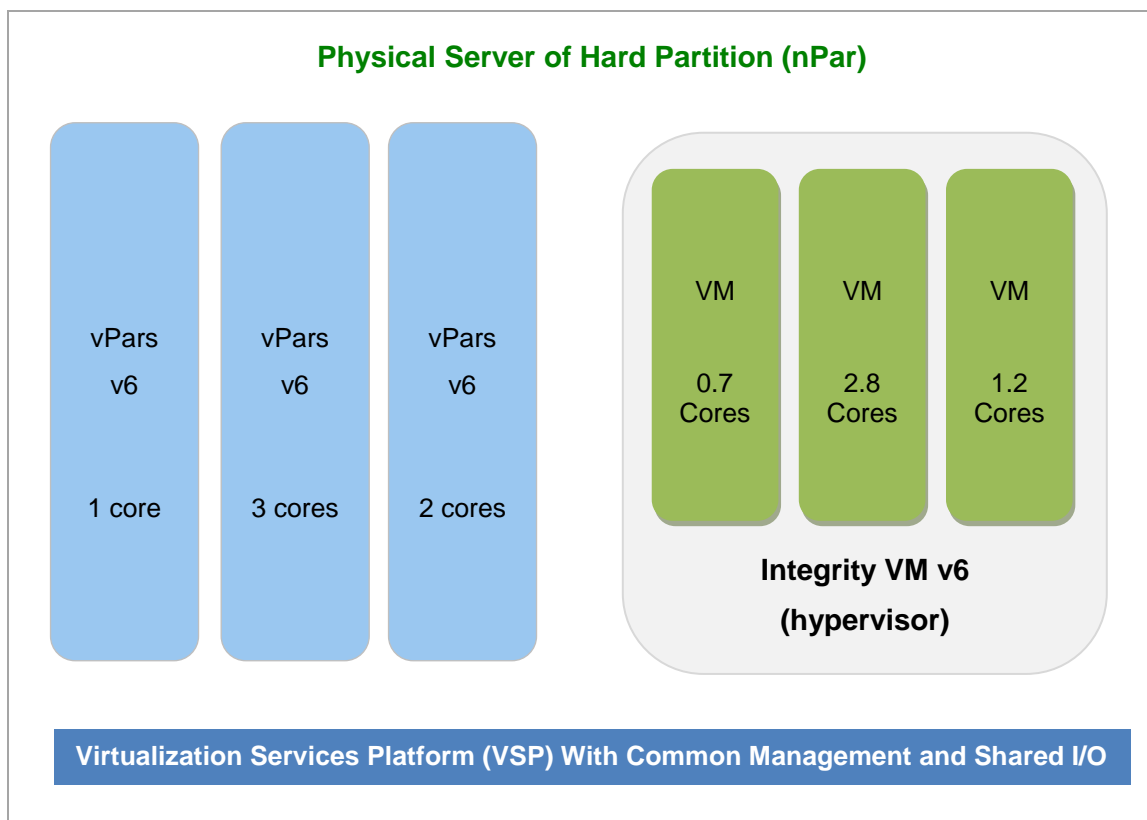 Physical Server of Hard Partition (nPar)
vPars
v6
1 core
vPars
v6
3 cores
vPars
v6
2 cores
VM
0.7
Cores
VM
2.8
Cores
VM
1.2
Cores
Integrity VM v6
(hypervisor)
Virtualization Services Platform (VSP) With Common Management and Shared I/O